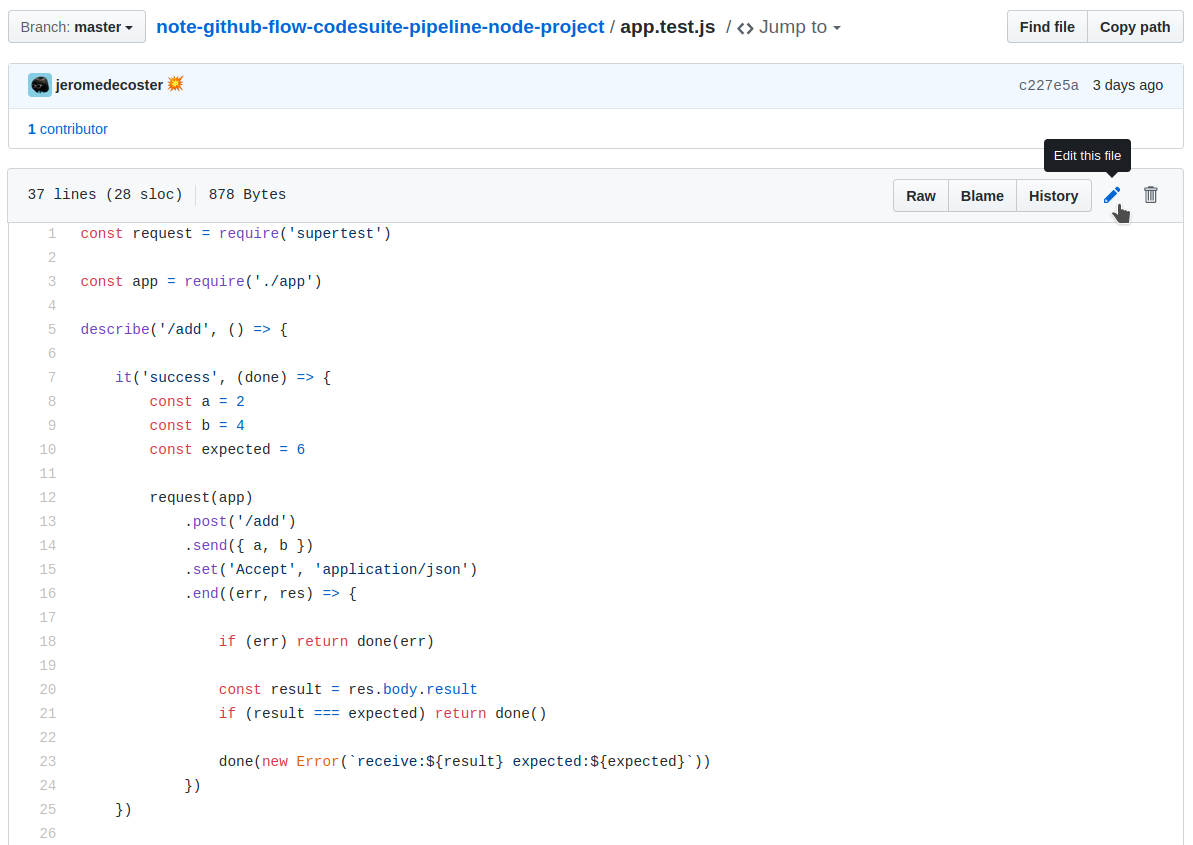 Branch: master note-github-flow-codesuite-pipeline-node-project / app.test.js / <> Jump to Find file Copy path
jeromedecoster 💥 c227e5a 3 days ago
1 contributor
Edit this file
37 lines (28 sloc) 878 Bytes Raw Blame History
1 const request = require('supertest')
2
3 const app = require('./app')
4
5 describe('/add', () => {
6
7     it('success', (done) => {
8         const a = 2
9         const b = 4
10         const expected = 6
11
12         request(app)
13             .post('/add')
14             .send({ a, b })
15             .set('Accept', 'application/json')
16             .end((err, res) => {
17
18                 if (err) return done(err)
19
20                 const result = res.body.result
21                 if (result === expected) return done()
22
23                 done(new Error(`receive:${result} expected:${expected}`))
24             })
25     })
26